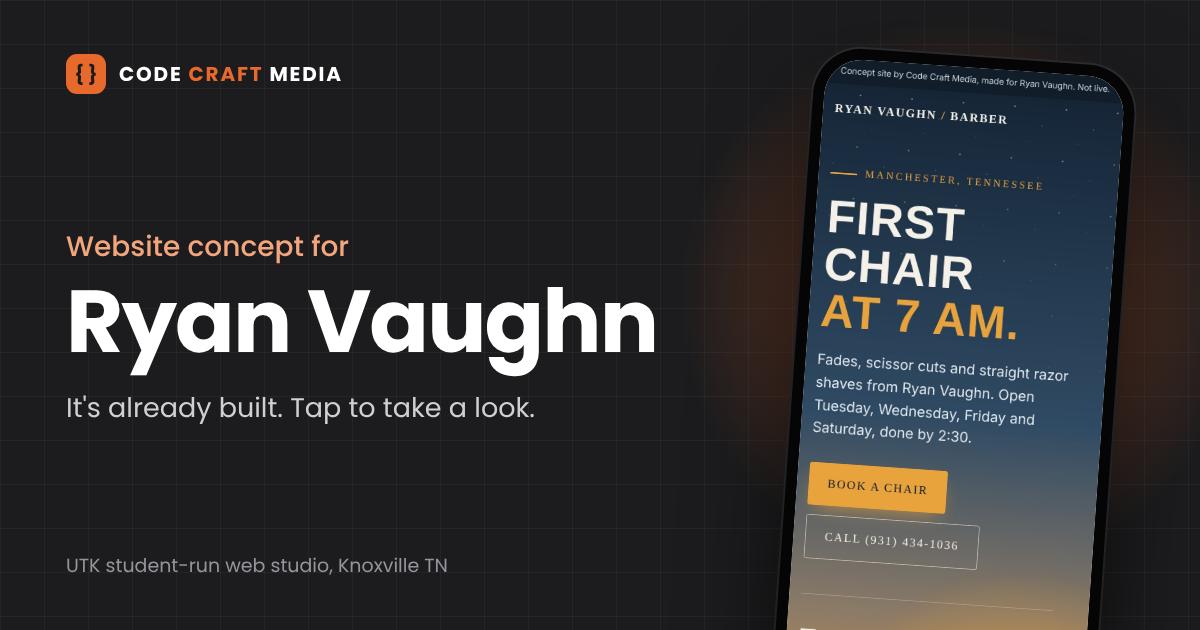 { } CODE CRAFT MEDIA
Website concept for
Ryan Vaughn
It's already built. Tap to take a look.
UTK student-run web studio, Knoxville TN
Concept site by Code Craft Media, made for Ryan Vaughn. Not live.
RYAN VAUGHN / BARBER
MANCHESTER, TENNESSEE
FIRST
CHAIR
AT 7 AM.
Fades, scissor cuts and straight razor
shaves from Ryan Vaughn. Open
Tuesday, Wednesday, Friday and
Saturday, done by 2:30.
BOOK A CHAIR
CALL (931) 434-1036